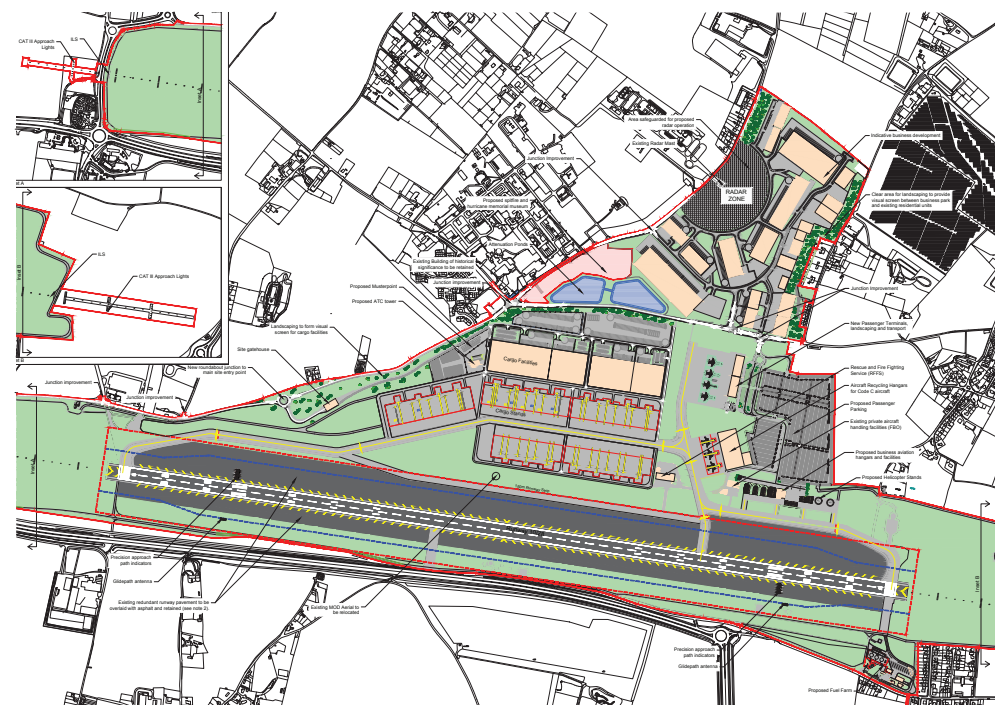 CAT III Approach
Lights
ILS
Inset A
ILS
CAT III Approach Lights
Inset B
Area safeguarded for proposed
radar operation
Existing Radar Mast
Junction Improvement
Indicative business development
RADAR
ZONE
Clear area for landscaping to provide
visual screen between business park
and existing residential units
Proposed spitfire and
hurricane memorial museum
Attenuation Ponds
Existing Building of historical
significance to be retained
Junction improvement
Proposed Musterpoint
Proposed ATC tower
Junction Improvement
Landscaping to form visual
screen for cargo facilities
Site gatehouse
New roundabout junction to
main site entry point
Junction improvement
Junction improvement
Cargo Facilities
Cargo Stands
New Passenger Terminals,
landscaping and transport
Rescue and Fire Fighting
Service (RFFS)
Aircraft Recycling Hangars
for Code C aircraft
Proposed Passenger
Parking
Existing private aircraft
handling facilities (FBO)
Proposed business aviation
hangars and facilities
Proposed Helicopter Stands
Inset A
Inset B
Precision approach
path indicators
Glidepath antenna
Existing redundant runway pavement to be
overlaid with asphalt and retained (see note 2).
Existing MOD Aerial to
be relocated
Precision approach
path indicators
Glidepath antenna
Proposed Fuel Farm